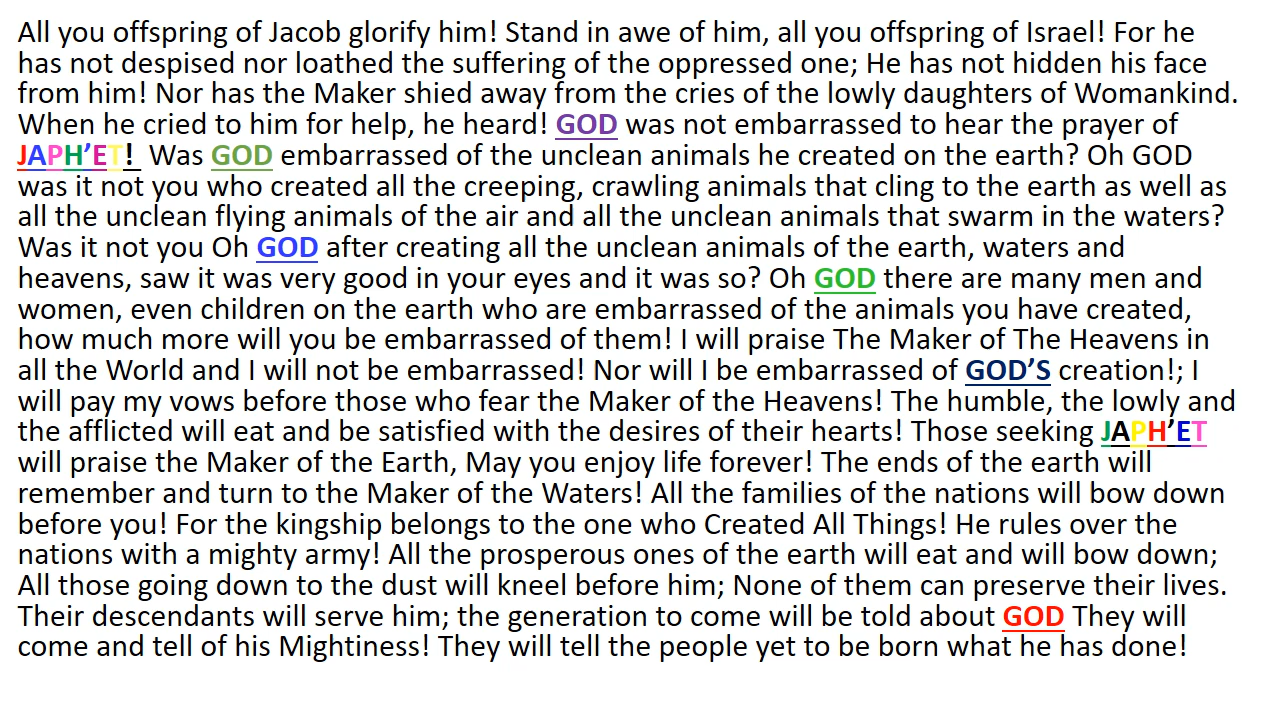 All you offspring of Jacob glorify him! Stand in awe of him, all you offspring of Israel! For he
has not despised nor loathed the suffering of the oppressed one; He has not hidden his face
from him! Nor has the Maker shied away from the cries of the lowly daughters of Womankind.
When he cried to him for help, he heard! GOD was not embarrassed to hear the prayer of
JAPH’ET! Was GOD embarrassed of the unclean animals he created on the earth? Oh GOD
was it not you who created all the creeping, crawling animals that cling to the earth as well as
all the unclean flying animals of the air and all the unclean animals that swarm in the waters?
Was it not you Oh GOD after creating all the unclean animals of the earth, waters and
heavens, saw it was very good in your eyes and it was so? Oh GOD there are many men and
women, even children on the earth who are embarrassed of the animals you have created,
how much more will you be embarrassed of them! I will praise The Maker of The Heavens in
all the World and I will not be embarrassed! Nor will I be embarrassed of GOD’S creation!; I
will pay my vows before those who fear the Maker of the Heavens! The humble, the lowly and
the afflicted will eat and be satisfied with the desires of their hearts! Those seeking JAPH’ET
will praise the Maker of the Earth, May you enjoy life forever! The ends of the earth will
remember and turn to the Maker of the Waters! All the families of the nations will bow down
before you! For the kingship belongs to the one who Created All Things! He rules over the
nations with a mighty army! All the prosperous ones of the earth will eat and will bow down;
All those going down to the dust will kneel before him; None of them can preserve their lives.
Their descendants will serve him; the generation to come will be told about GOD They will
come and tell of his Mightiness! They will tell the people yet to be born what he has done!